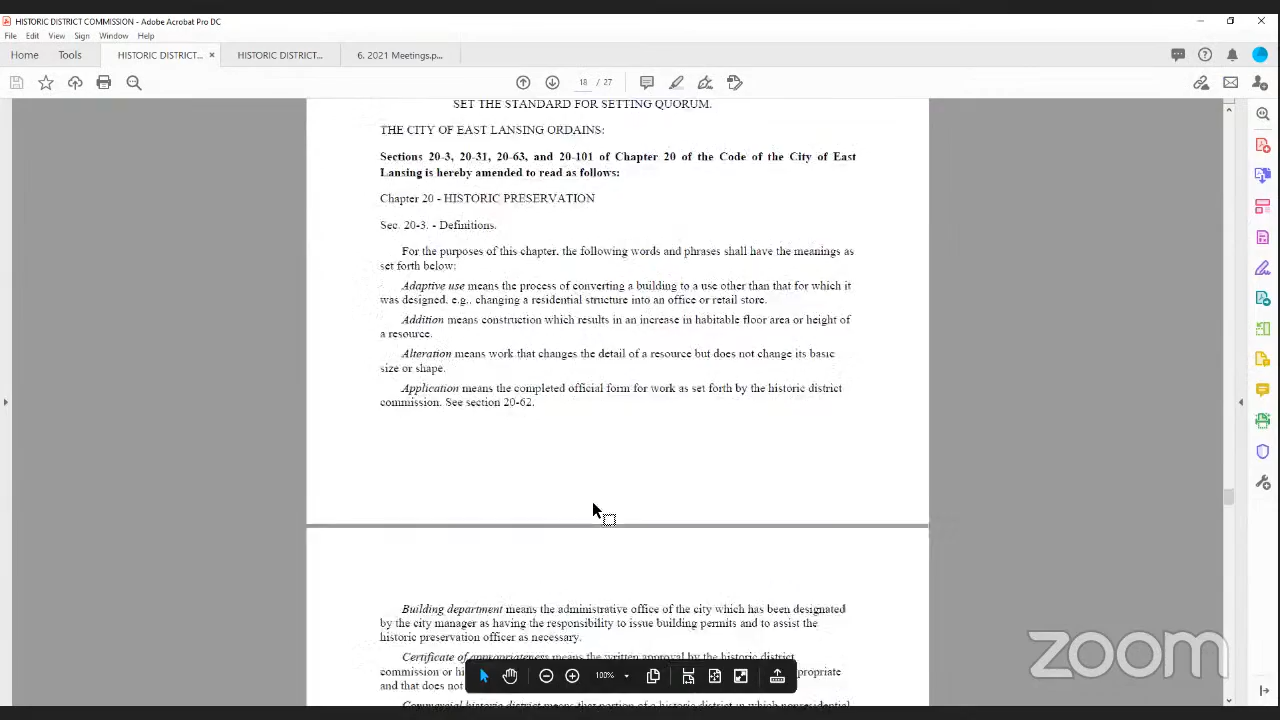 HISTORIC DISTRICT COMMISSION - Adobe Acrobat Pro DC
File Edit View Sign Window Help
Home Tools HISTORIC DISTRICT... × HISTORIC DISTRICT... 6. 2021 Meetings.p...
18 / 27
SET THE STANDARD FOR SETTING QUORUM.
THE CITY OF EAST LANSING ORDAINS:
Sections 20-3, 20-31, 20-63, and 20-101 of Chapter 20 of the Code of the City of East
Lansing is hereby amended to read as follows:
Chapter 20 - HISTORIC PRESERVATION
Sec. 20-3. - Definitions.
For the purposes of this chapter, the following words and phrases shall have the meanings as
set forth below:
Adaptive use means the process of converting a building to a use other than that for which it
was designed, e.g., changing a residential structure into an office or retail store.
Addition means construction which results in an increase in habitable floor area or height of
a resource.
Alteration means work that changes the detail of a resource but does not change its basic
size or shape.
Application means the completed official form for work as set forth by the historic district
commission. See section 20-62.
Building department means the administrative office of the city which has been designated
by the city manager as having the responsibility to issue building permits and to assist the
historic preservation officer as necessary.
Certificate of appropriateness means the written approval by the historic district
commission or hi
propriate
and that does not
100%
Commercial historic district means that portion of a historic district in which nonresidential
zoom